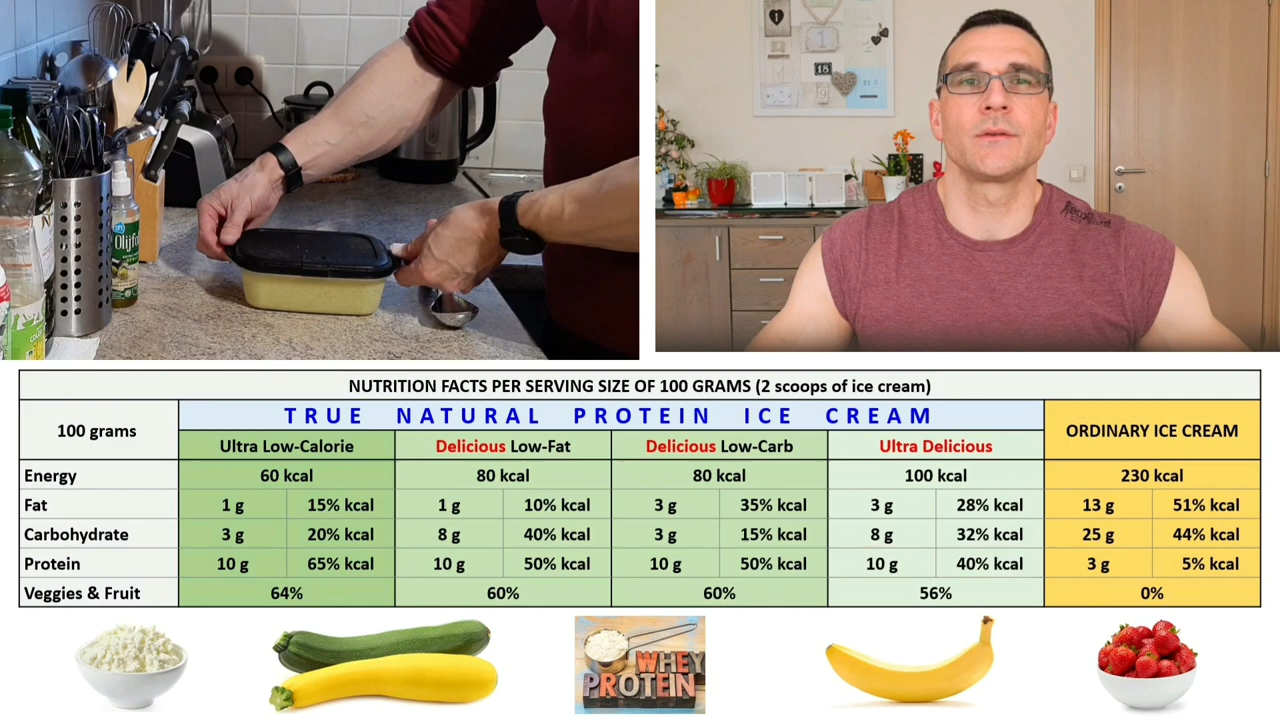 Olijfo
1
18
9
NUTRITION FACTS PER SERVING SIZE OF 100 GRAMS (2 scoops of ice cream)
100 grams
TRUE NATURAL PROTEIN ICE CREAM
ORDINARY ICE CREAM
Ultra Low-Calorie Delicious Low-Fat Delicious Low-Carb Ultra Delicious
Energy 60 kcal 80 kcal 80 kcal 100 kcal 230 kcal
Fat 1 g 15% kcal 1 g 10% kcal 3 g 35% kcal 3 g 28% kcal 13 g 51% kcal
Carbohydrate 3 g 20% kcal 8 g 40% kcal 3 g 15% kcal 8 g 32% kcal 25 g 44% kcal
Protein 10 g 65% kcal 10 g 50% kcal 10 g 50% kcal 10 g 40% kcal 3 g 5% kcal
Veggies & Fruit 64% 60% 60% 56% 0%
WHEY
PROTEIN